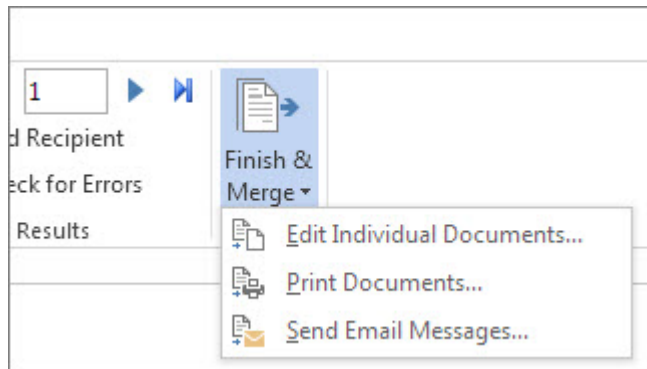 1
d Recipient
eck for Errors
Results
Finish &
Merge
Edit Individual Documents...
Print Documents...
Send Email Messages...